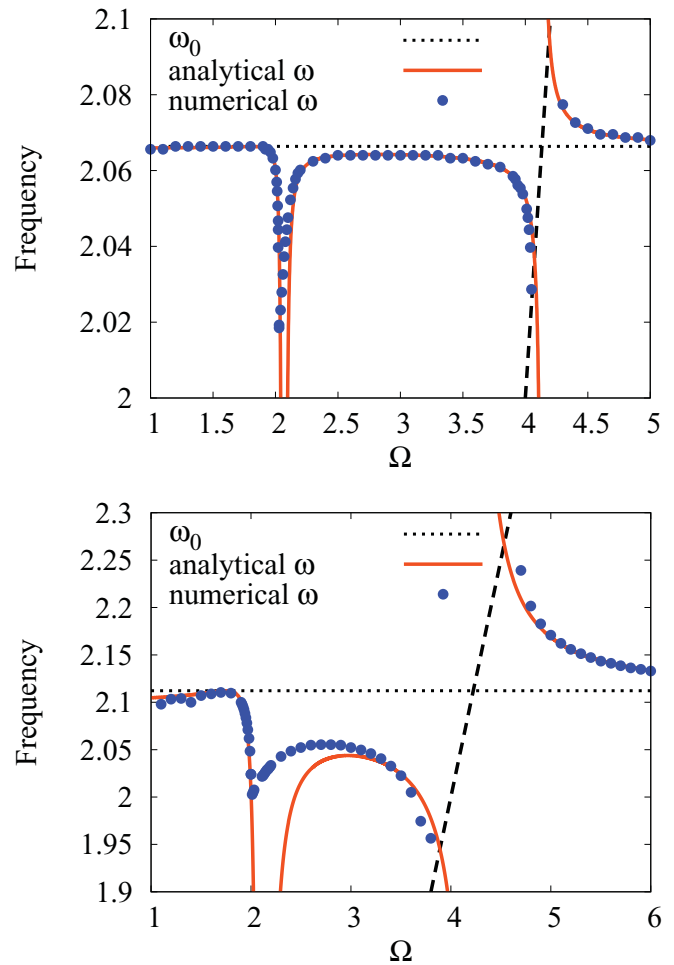 2.1
ω0
analytical ω
numerical ω
2.08
2.06
2.04
2.02
2
Frequency
1 1.5 2 2.5 3 3.5 4 4.5 5
Ω
2.3
ω0
analytical ω
numerical ω
2.25
2.2
2.15
2.1
2.05
2
1.95
1.9
Frequency
1 2 3 4 5 6
Ω